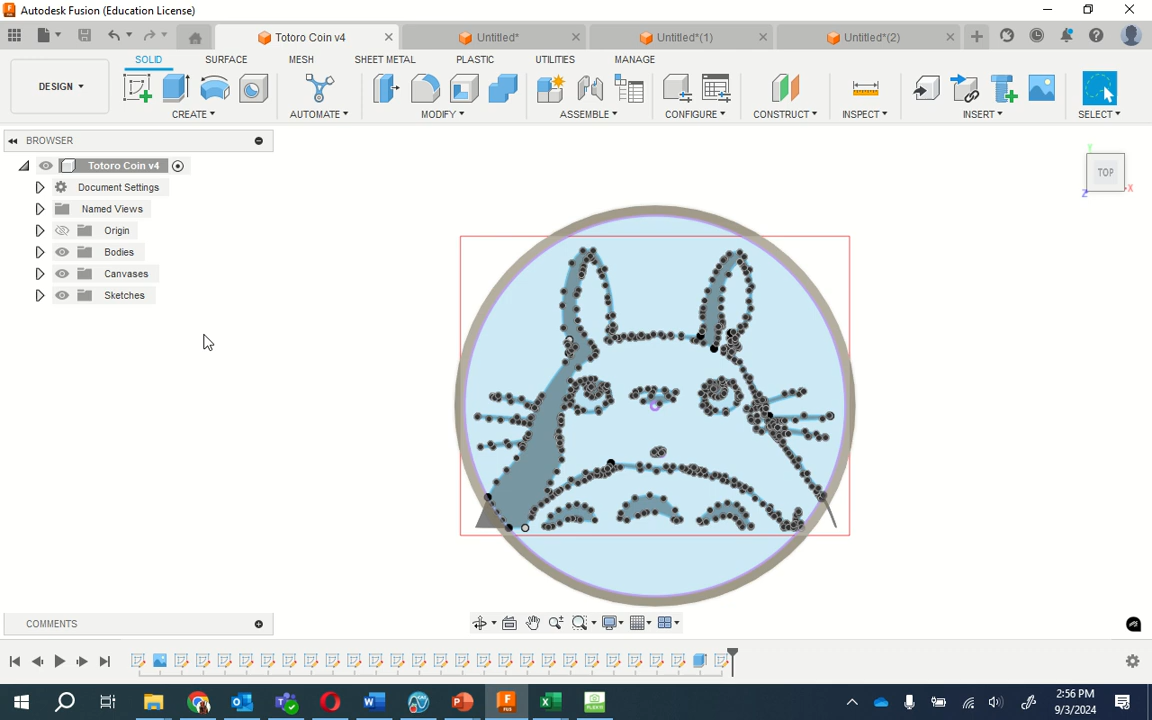 Autodesk Fusion (Education License)
Totoro Coin v4
Untitled*
Untitled*(1)
Untitled*(2)
SOLID
SURFACE
MESH
SHEET METAL
PLASTIC
UTILITIES
MANAGE
DESIGN
CREATE
AUTOMATE
MODIFY
ASSEMBLE
CONFIGURE
CONSTRUCT
INSPECT
INSERT
SELECT
BROWSER
Totoro Coin v4
Document Settings
Named Views
Origin
Bodies
Canvases
Sketches
Y
TOP
X
Z
COMMENTS
2:56 PM
9/3/2024